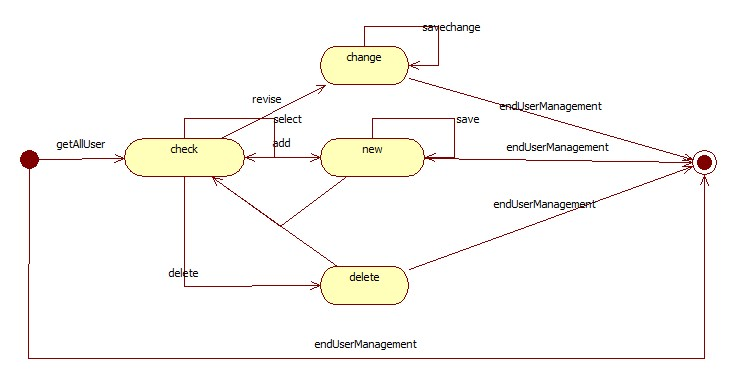 savechange
change
revise
endUserManagement
select
save
getAllUser
check
add
new
endUserManagement
endUserManagement
delete
delete
endUserManagement